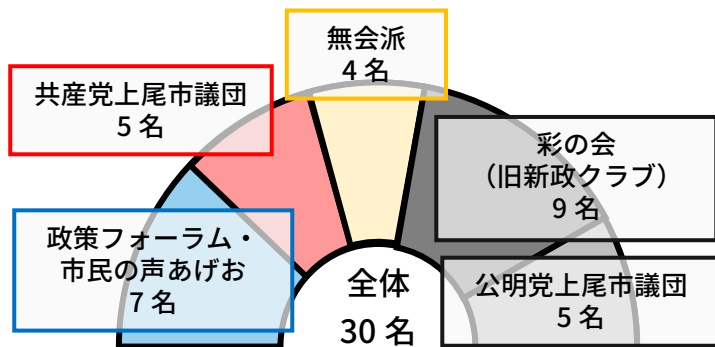 無会派
4 名
共産党上尾市議団
5 名
彩の会
（旧新政クラブ）
9 名
政策フォーラム・
市民の声あげお
7 名
公明党上尾市議団
5 名
全体
30 名